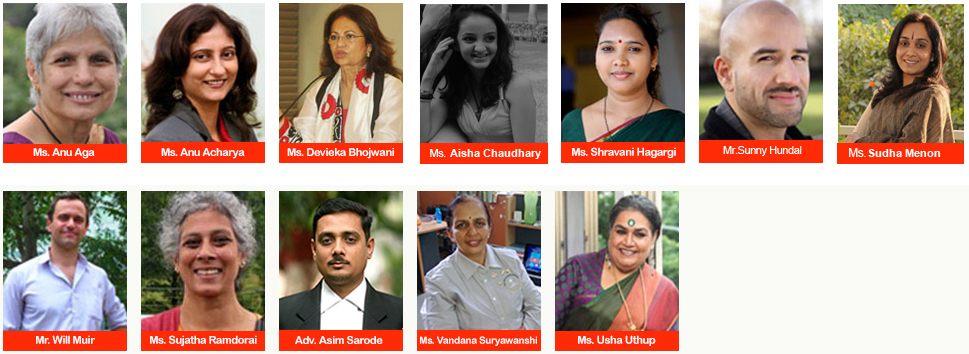 Ms. Anu Aga
Ms. Anu Acharya
Ms. Devieka Bhojwani
Ms. Aisha Chaudhary
Ms. Shravani Hagargi
Mr.Sunny Hundal
Ms. Sudha Menon
Mr. Will Muir
Ms. Sujatha Ramdorai
Adv. Asim Sarode
Ms. Vandana Suryawanshi
Ms. Usha Uthup